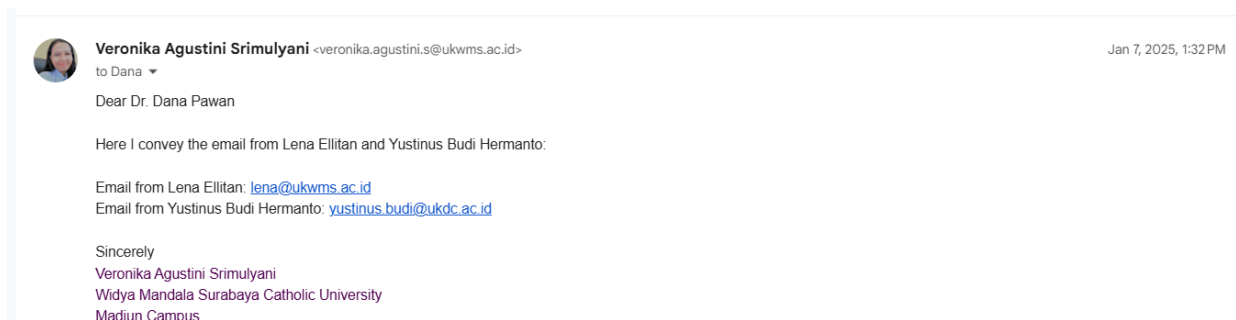 Veronika Agustini Srimulyani <veronika.agustini.s@ukwms.ac.id> Jan 7, 2025, 1:32 PM
to Dana
Dear Dr. Dana Pawan
Here I convey the email from Lena Ellitan and Yustinus Budi Hermanto:
Email from Lena Ellitan: lena@ukwms.ac.id
Email from Yustinus Budi Hermanto: yustinus.budi@ukdc.ac.id
Sincerely
Veronika Agustini Srimulyani
Widya Mandala Surabaya Catholic University
Madiun Campus